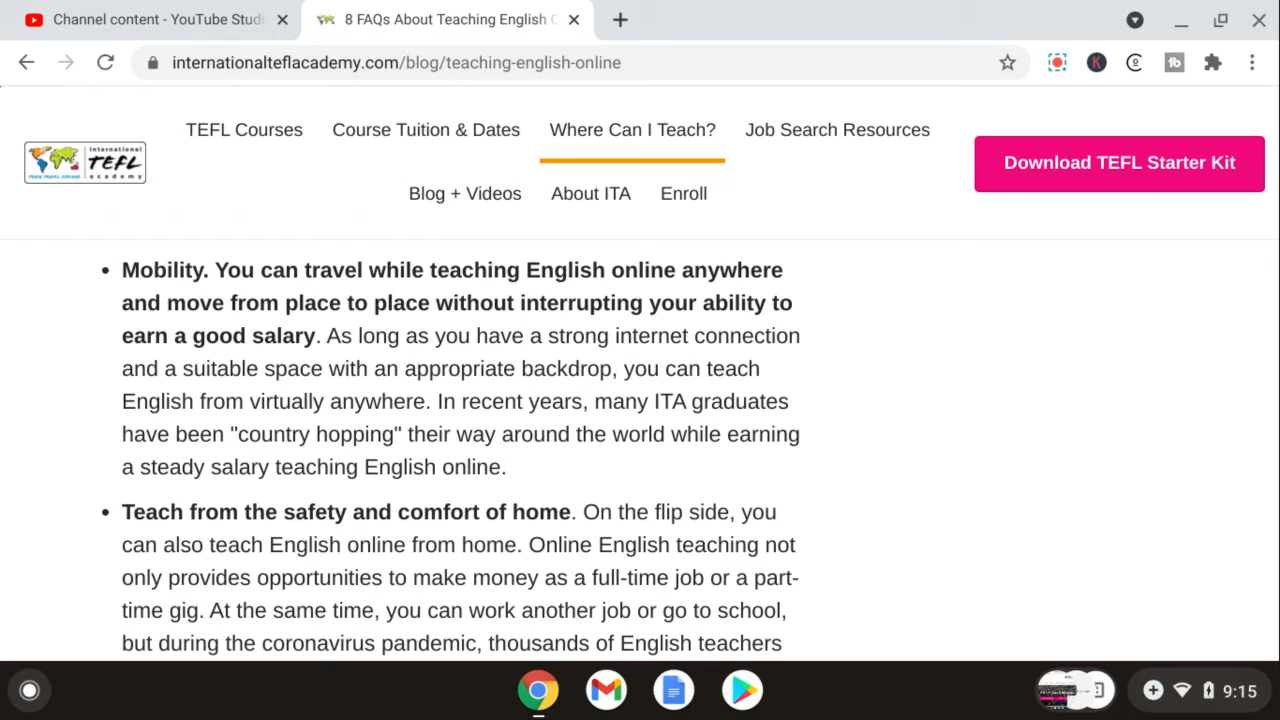 Channel content - YouTube Studi
8 FAQs About Teaching English O
internationalteflacademy.com/blog/teaching-english-online
K
tb
TEFL Courses
Course Tuition & Dates
Where Can I Teach?
Job Search Resources
international
TEFL
academy
Download TEFL Starter Kit
Blog + Videos
About ITA
Enroll
• Mobility. You can travel while teaching English online anywhere
and move from place to place without interrupting your ability to
earn a good salary. As long as you have a strong internet connection
and a suitable space with an appropriate backdrop, you can teach
English from virtually anywhere. In recent years, many ITA graduates
have been "country hopping" their way around the world while earning
a steady salary teaching English online.
• Teach from the safety and comfort of home. On the flip side, you
can also teach English online from home. Online English teaching not
only provides opportunities to make money as a full-time job or a part-
time gig. At the same time, you can work another job or go to school,
but during the coronavirus pandemic, thousands of English teachers
9:15